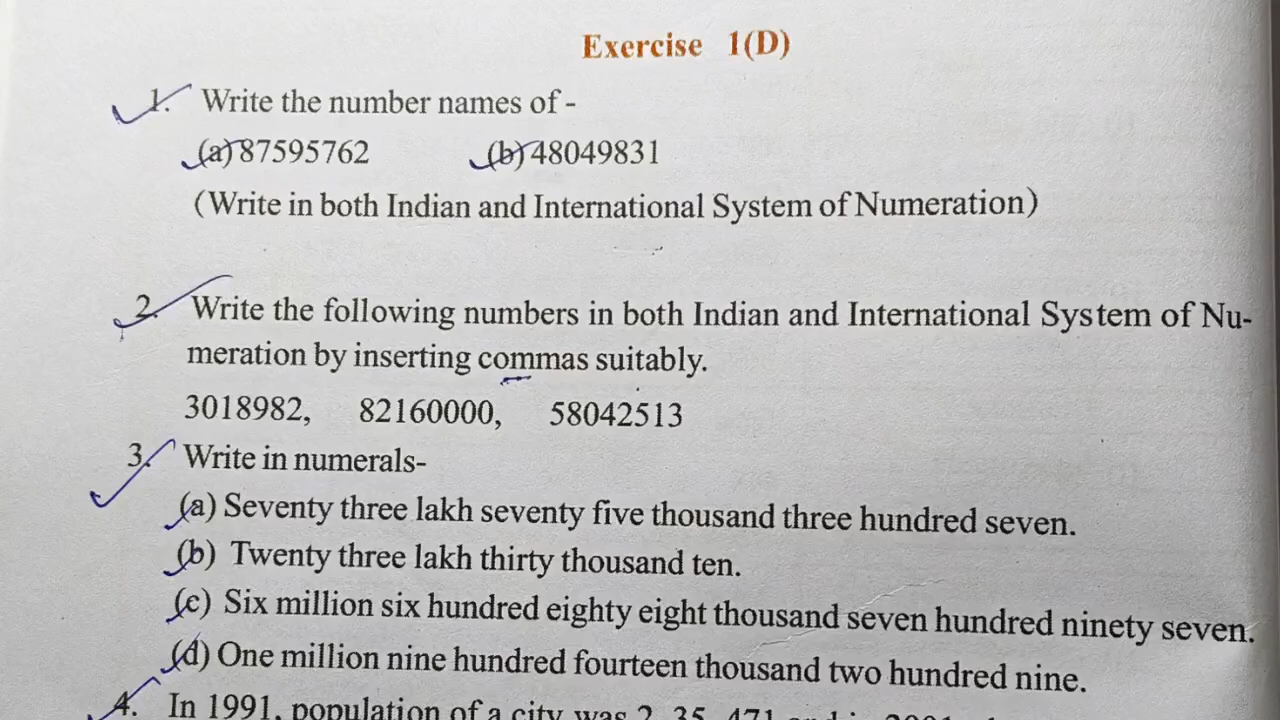 Exercise 1(D)
1. Write the number names of -
(a) 87595762 (b) 48049831
(Write in both Indian and International System of Numeration)
2. Write the following numbers in both Indian and International System of Nu-
meration by inserting commas suitably.
3018982, 82160000, 58042513
3. Write in numerals-
(a) Seventy three lakh seventy five thousand three hundred seven.
(b) Twenty three lakh thirty thousand ten.
(c) Six million six hundred eighty eight thousand seven hundred ninety seven.
(d) One million nine hundred fourteen thousand two hundred nine.
4. In 1991, population of a city was 2, 35, 471